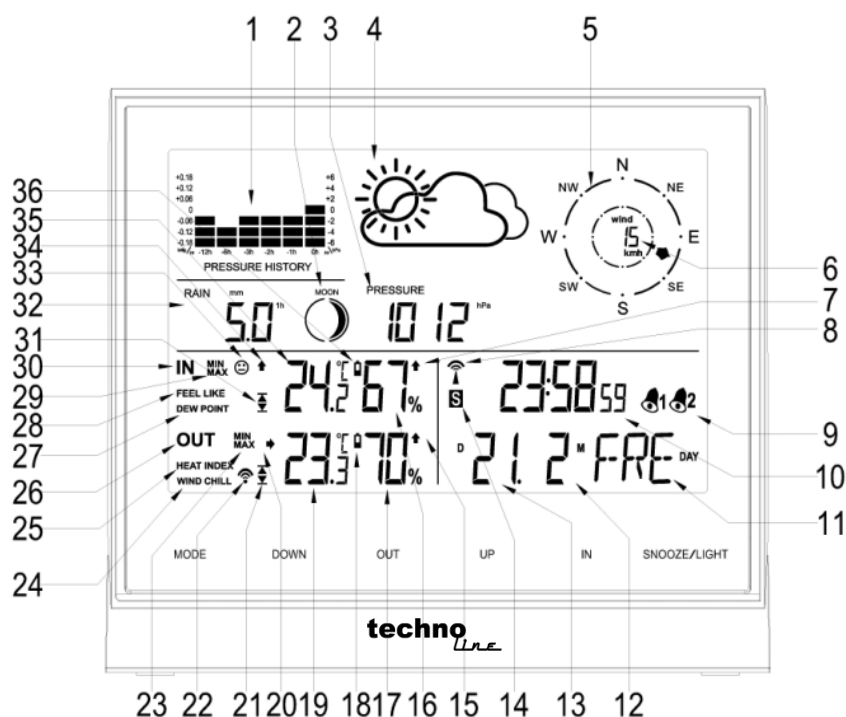 1 2 3 4 5
+0.18 +6
+0.12 +4
+0.06 +2
0 0
-0.06 -2
-0.12 -4
-0.18 -6
-12h -6h -3h -2h -1h 0h
PRESSURE HISTORY
N
NW NE
W E
SW SE
S
wind
15
kmh
RAIN mm
5.0 1h
MOON
PRESSURE
1012 hPa
IN MIN MAX
24.2 °C 67%
FEEL LIKE
DEW POINT
OUT MIN MAX
23.3 °C 70%
HEAT INDEX
WIND CHILL
S
23:58 59
1 2
D 21. 2 M FRE DAY
MODE DOWN OUT UP IN SNOOZE/LIGHT
techno
line
36
35
34
33
32
31
30
29
28
27
26
25
24
6
7
8
9
10
11
23 22 21 20 19 18 17 16 15 14 13 12